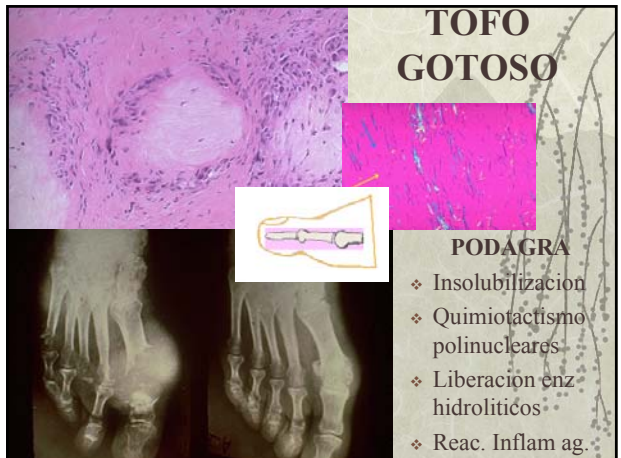 TOFO
GOTOSO
PODAGRA
❖ Insolubilizacion
❖ Quimiotactismo
polinucleares
❖ Liberacion enz
hidroliticos
❖ Reac. Inflam ag.